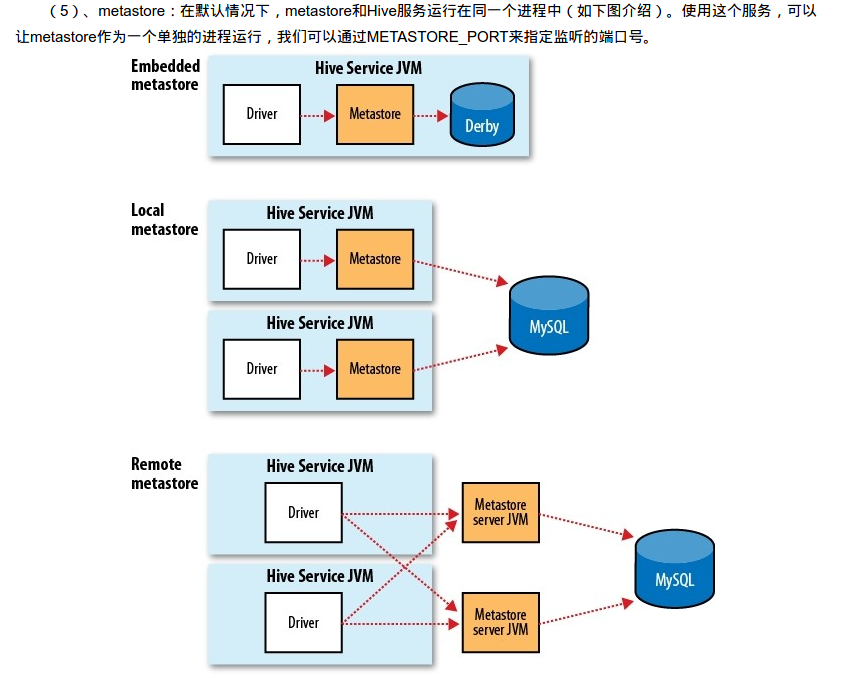 （5）、metastore：在默认情况下，metastore和Hive服务运行在同一个进程中（如下图介绍）。使用这个服务，可以
让metastore作为一个单独的进程运行，我们可以通过METASTORE_PORT来指定监听的端口号。
Embedded
metastore
Hive Service JVM
Driver
Metastore
Derby
Local
metastore
Hive Service JVM
Driver
Metastore
Hive Service JVM
Driver
Metastore
MySQL
Remote
metastore
Hive Service JVM
Driver
Metastore
server JVM
Hive Service JVM
Driver
Metastore
server JVM
MySQL